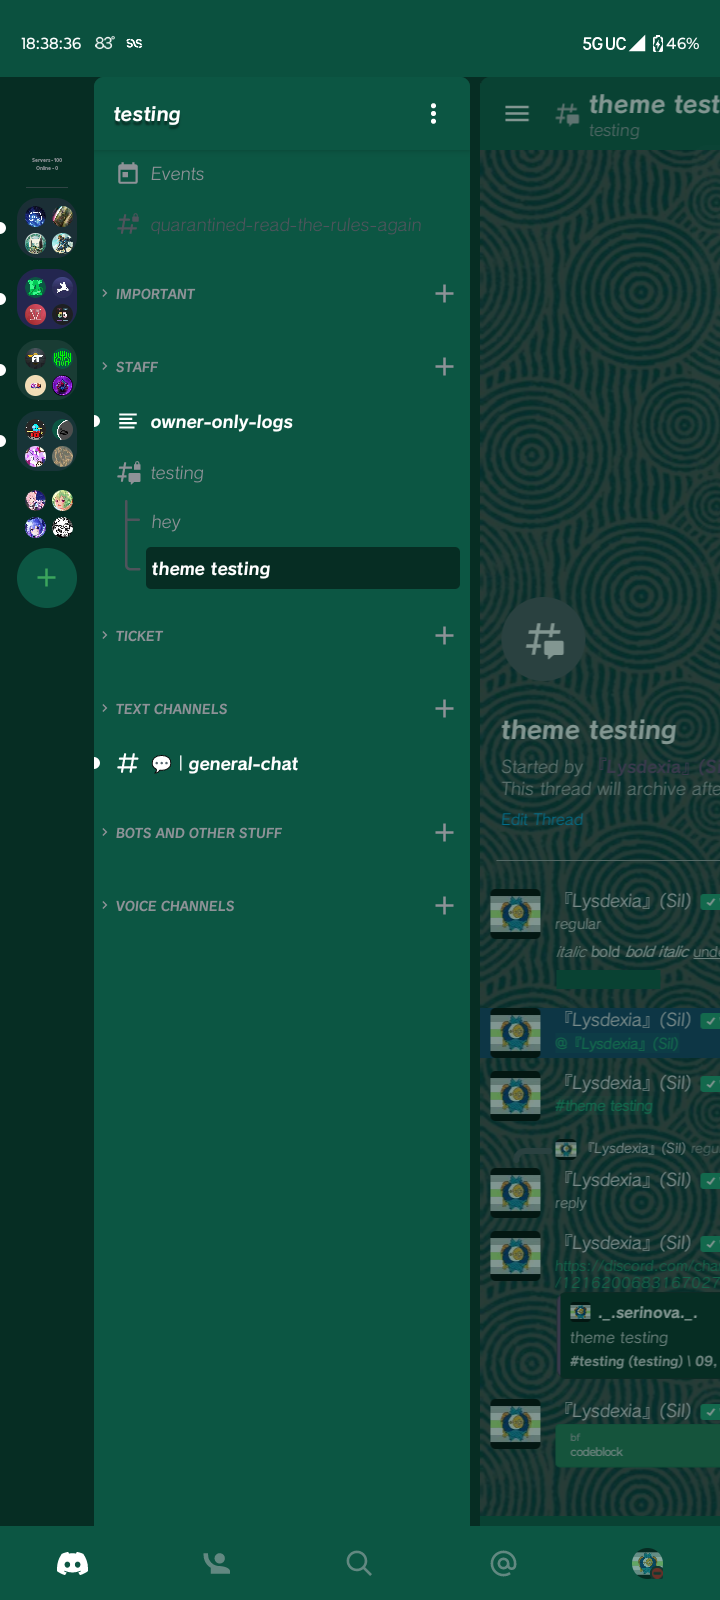 18:38:36 83° SNS 5G UC 46%
Servers - 100
Online - 0
testing
Events
quarantined-read-the-rules-again
IMPORTANT
STAFF
owner-only-logs
testing
hey
theme testing
TICKET
TEXT CHANNELS
💬 | general-chat
BOTS AND OTHER STUFF
VOICE CHANNELS
theme test
testing
theme testing
Started by 『Lysdexia』(Si
This thread will archive afte
Edit Thread
『Lysdexia』(Sil)
regular
italic bold bold italic unde
『Lysdexia』(Sil)
@『Lysdexia』(Sil)
『Lysdexia』(Sil)
#theme testing
『Lysdexia』(Sil) regu
『Lysdexia』(Sil)
reply
『Lysdexia』(Sil)
https://discord.com/cha
/1216200683167027
._.serinova._.
theme testing
#testing (testing) \ 09,
『Lysdexia』(Sil)
bf
codeblock